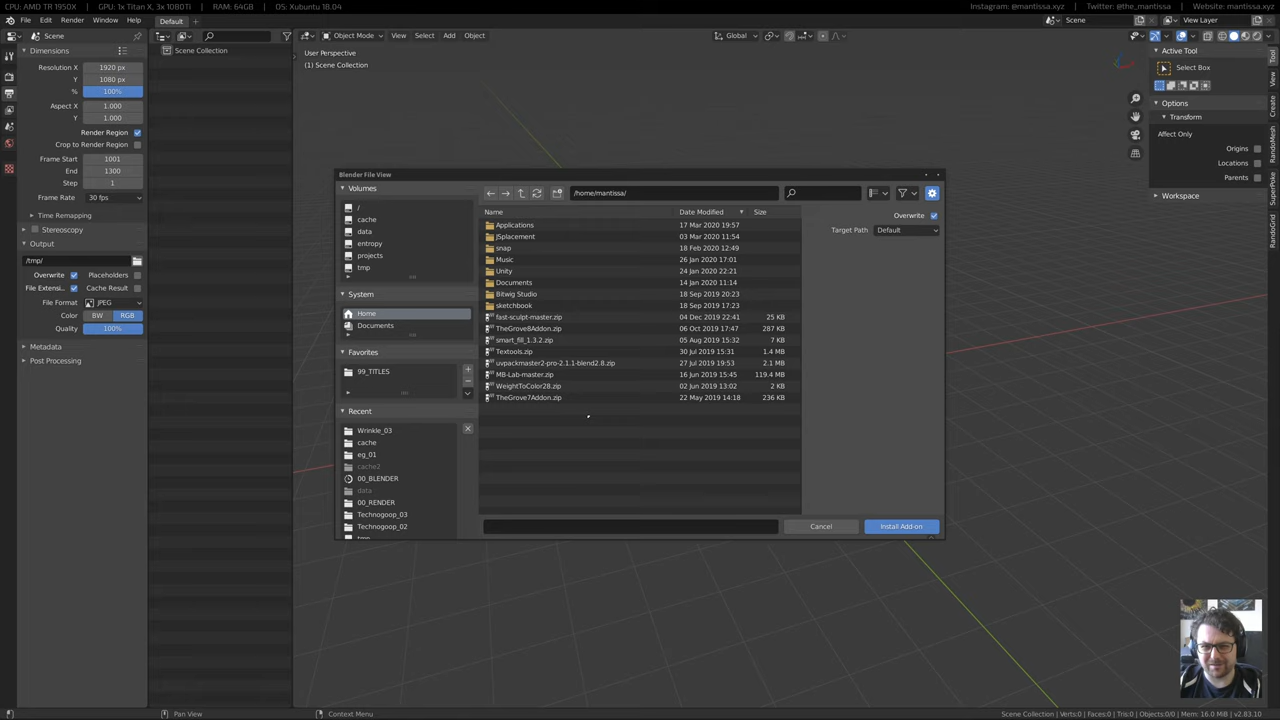 CPU: AMD TR 1950X GPU: 1x Titan X, 3x 1080Ti RAM: 64GB OS: Xubuntu 18.04 Instagram: @mantissa.xyz Twitter: @the_mantissa Website: mantissa.xyz
File Edit Render Window Help Default Scene View Layer
Scene Object Mode View Select Add Object Global
Dimensions
Resolution X 1920 px
Y 1080 px
% 100%
Aspect X 1.000
Y 1.000
Render Region
Crop to Render Region
Frame Start 1001
End 1300
Step 1
Frame Rate 30 fps
Time Remapping
Stereoscopy
Output
/tmp/
Overwrite Placeholders
File Exten... Cache Result
File Format JPEG
Color BW RGB
Quality 100%
Metadata
Post Processing
Scene Collection
User Perspective
(1) Scene Collection
Blender File View
Volumes
/
cache
data
entropy
projects
tmp
System
Home
Documents
Favorites
99_TITLES
Recent
Wrinkle_03
cache
eg_01
cache2
00_BLENDER
data
00_RENDER
Technogoop_03
Technogoop_02
tmp
/home/mantissa/
Name Date Modified Size
Applications 17 Mar 2020 19:57
JSplacement 03 Mar 2020 11:54
snap 18 Feb 2020 12:49
Music 26 Jan 2020 17:01
Unity 24 Jan 2020 22:21
Documents 14 Jan 2020 11:14
Bitwig Studio 18 Sep 2019 20:23
sketchbook 18 Sep 2019 17:23
fast-sculpt-master.zip 04 Dec 2019 22:41 25 KB
TheGrove8Addon.zip 06 Oct 2019 17:47 287 KB
smart_fill_1.3.2.zip 05 Aug 2019 15:32 7 KB
Textools.zip 30 Jul 2019 15:31 1.4 MB
uvpackmaster2-pro-2.1.1-blend2.8.zip 27 Jul 2019 19:53 2.1 MB
MB-Lab-master.zip 16 Jun 2019 15:45 119.4 MB
WeightToColor28.zip 02 Jun 2019 13:02 2 KB
TheGrove7Addon.zip 22 May 2019 14:18 236 KB
Overwrite
Target Path Default
Cancel Install Add-on
Active Tool
Select Box
Options
Transform
Affect Only
Origins
Locations
Parents
Workspace
Tool
View
Create
RandoMesh
SuperPoke
RandoGrid
Select Pan View Context Menu Scene Collection | Verts:0 | Faces:0 | Tris:0 | Objects:0/0 | Mem: 16.0 MiB | v2.83.10